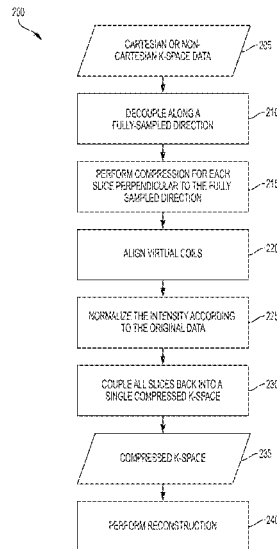 200
CARTESIAN OR NON-
CARTESIAN K-SPACE DATA
205
DECOUPLE ALONG A
FULLY-SAMPLED DIRECTION
210
PERFORM COMPRESSION FOR EACH
SLICE PERPENDICULAR TO THE FULLY
SAMPLED DIRECTION
215
ALIGN VIRTUAL COILS
220
NORMALIZE THE INTENSITY ACCORDING
TO THE ORIGINAL DATA
225
COUPLE ALL SLICES BACK INTO A
SINGLE COMPRESSED K-SPACE
230
COMPRESSED K-SPACE
235
PERFORM RECONSTRUCTION
240